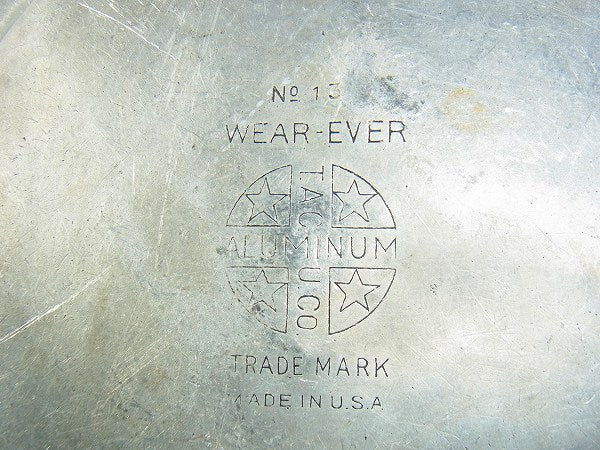 Nº 13
WEAR-EVER
TAC
ALUMINUM
U.CO
TRADE MARK
MADE IN U.S.A